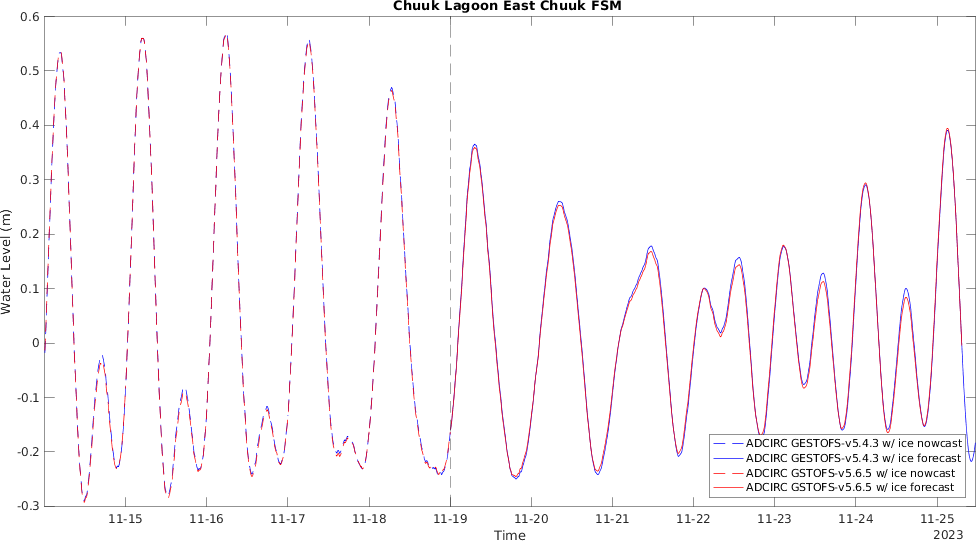 Chuuk Lagoon East Chuuk FSM
0.6
0.5
0.4
0.3
0.2
0.1
0
-0.1
-0.2
-0.3
Water Level (m)
ADCIRC GESTOFS-v5.4.3 w/ ice nowcast
ADCIRC GESTOFS-v5.4.3 w/ ice forecast
ADCIRC GSTOFS-v5.6.5 w/ ice nowcast
ADCIRC GSTOFS-v5.6.5 w/ ice forecast
11-15 11-16 11-17 11-18 11-19 11-20 11-21 11-22 11-23 11-24 11-25
2023
Time